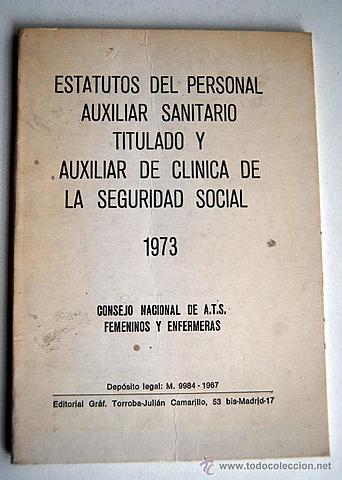 ESTATUTOS DEL PERSONAL
AUXILIAR SANITARIO
TITULADO Y
AUXILIAR DE CLINICA DE
LA SEGURIDAD SOCIAL
1973
CONSEJO NACIONAL DE A.T.S.
FEMENINOS Y ENFERMERAS
Depósito legal: M. 9984 - 1967
Editorial Gráf. Torroba-Julián Camarillo, 53 bis-Madrid-17
www.todocoleccion.net